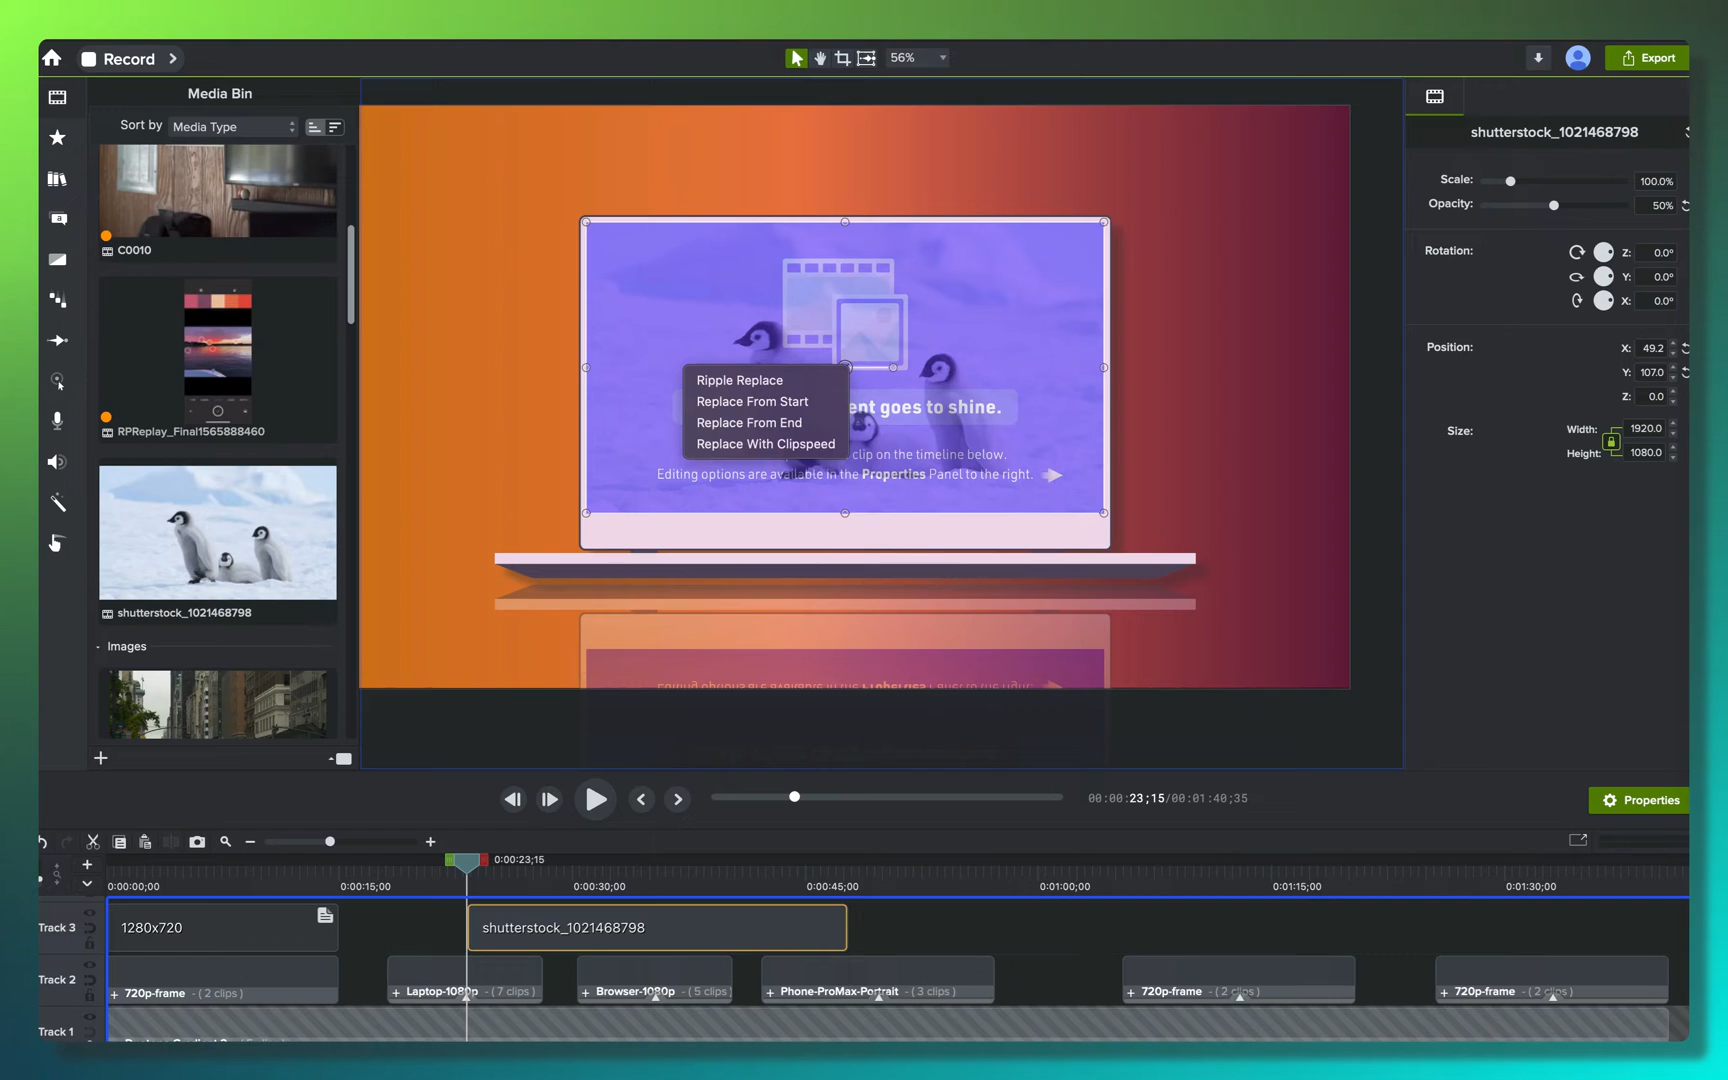 Record
56%
Export
Media Bin
Sort by
Media Type
C0010
RPReplay_Final1565888460
shutterstock_1021468798
Images
ent goes to shine.
clip on the timeline below.
Editing options are available in the Properties Panel to the right.
Ripple Replace
Replace From Start
Replace From End
Replace With Clipspeed
shutterstock_1021468798
Scale:
100.0%
Opacity:
50%
Rotation:
Z:
0.0°
Y:
0.0°
X:
0.0°
Position:
X:
49.2
Y:
107.0
Z:
0.0
Size:
Width:
1920.0
Height:
1080.0
00:00:23;15/00:01:40;35
Properties
0:00:23;15
0:00:00;00
0:00:15;00
0:00:30;00
0:00:45;00
0:01:00;00
0:01:15;00
0:01:30;00
Track 3
1280x720
shutterstock_1021468798
Track 2
+ 720p-frame - ( 2 clips )
+ Laptop-1080p - ( 7 clips )
+ Browser-1080p - ( 5 clips )
+ Phone-ProMax-Portrait - ( 3 clips )
+ 720p-frame - ( 2 clips )
+ 720p-frame - ( 2 clips )
Track 1